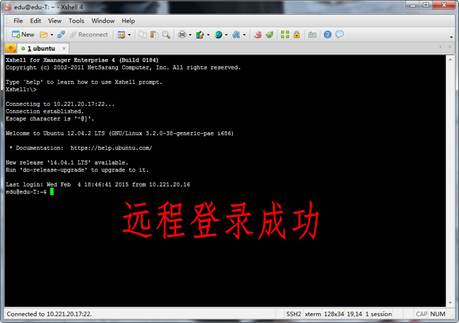 edu@edu-T: ~ - Xshell 4
File Edit View Tools Window Help
New Reconnect
1 ubuntu
Xshell for Xmanager Enterprise 4 (Build 0184)
Copyright (c) 2002-2011 NetSarang Computer, Inc. All rights reserved.
Type `help' to learn how to use Xshell prompt.
Xshell:\>
Connecting to 10.221.20.17:22...
Connection established.
Escape character is '^@]'.
Welcome to Ubuntu 12.04.2 LTS (GNU/Linux 3.2.0-38-generic-pae i686)
* Documentation: https://help.ubuntu.com/
New release '14.04.1 LTS' available.
Run 'do-release-upgrade' to upgrade to it.
Last login: Wed Feb 4 18:46:41 2015 from 10.221.20.16
edu@edu-T:~$
远程登录成功
Connected to 10.221.20.17:22. SSH2 xterm 128x34 19,14 1 session CAP NUM